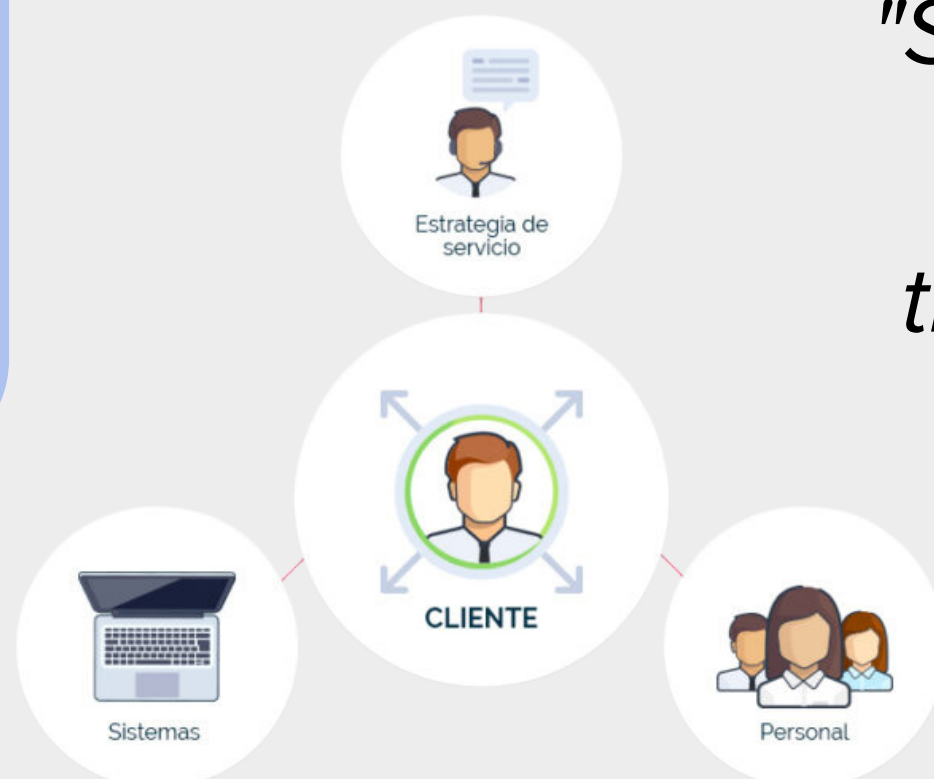 "S
Estrategia de
servicio
CLIENTE
Sistemas
Personal